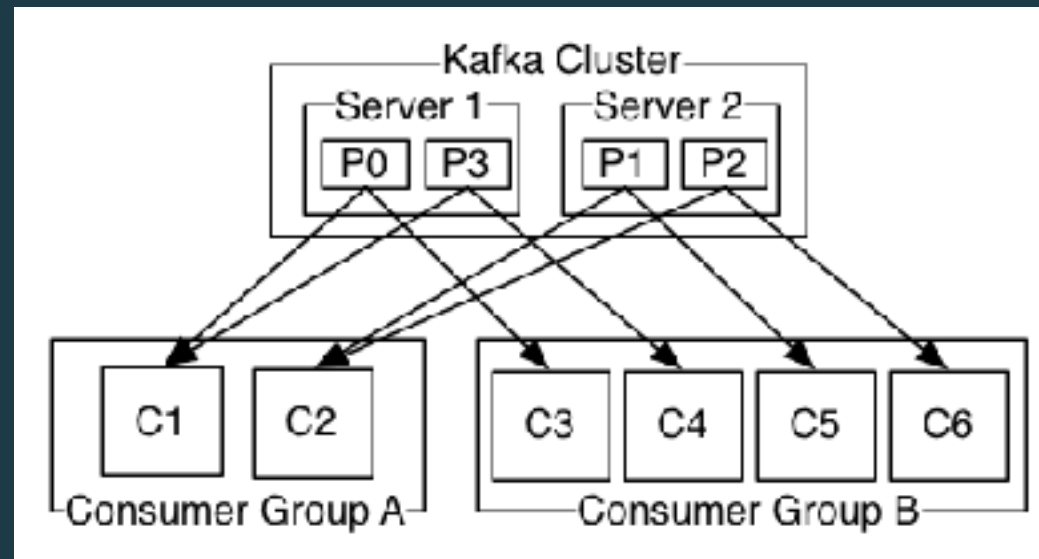 Kafka Cluster
Server 1 Server 2
P0 P3 P1 P2
C1 C2 C3 C4 C5 C6
Consumer Group A Consumer Group B